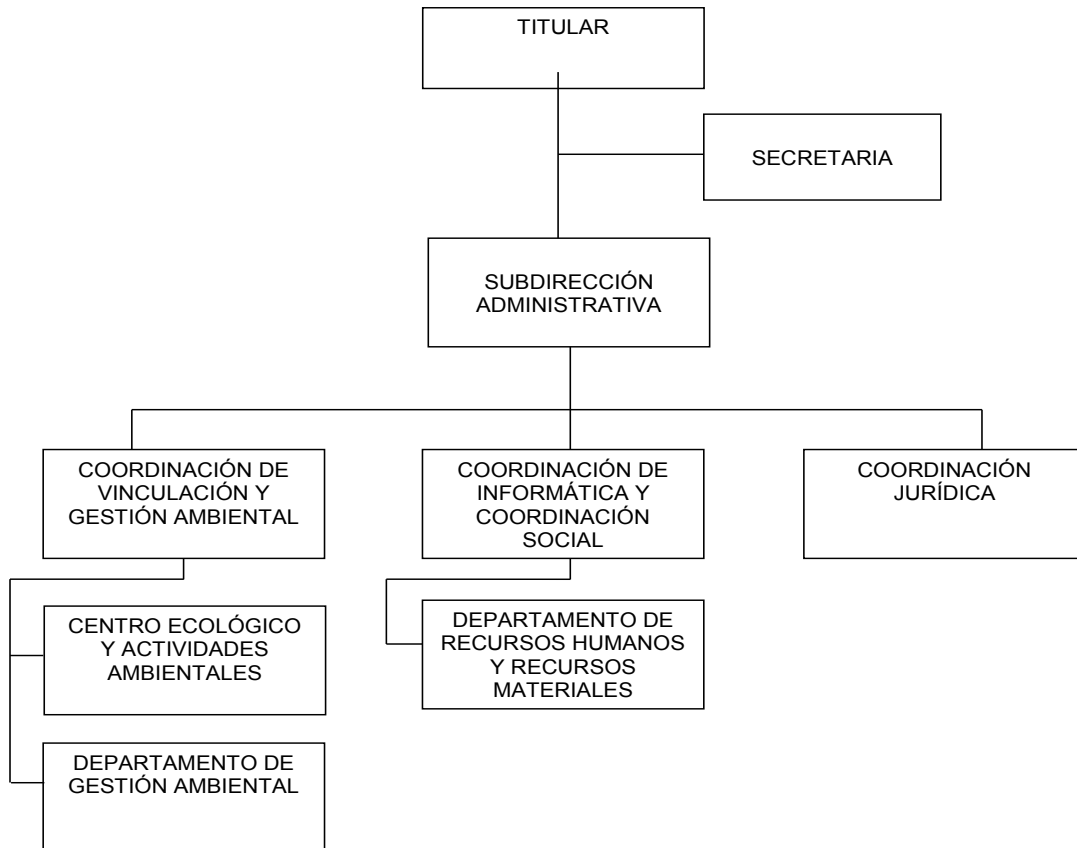 TITULAR
SECRETARIA
SUBDIRECCIÓN
ADMINISTRATIVA
COORDINACIÓN DE
VINCULACIÓN Y
GESTIÓN AMBIENTAL
COORDINACIÓN DE
INFORMÁTICA Y
COORDINACIÓN
SOCIAL
COORDINACIÓN
JURÍDICA
CENTRO ECOLÓGICO
Y ACTIVIDADES
AMBIENTALES
DEPARTAMENTO DE
RECURSOS HUMANOS
Y RECURSOS
MATERIALES
DEPARTAMENTO DE
GESTIÓN AMBIENTAL